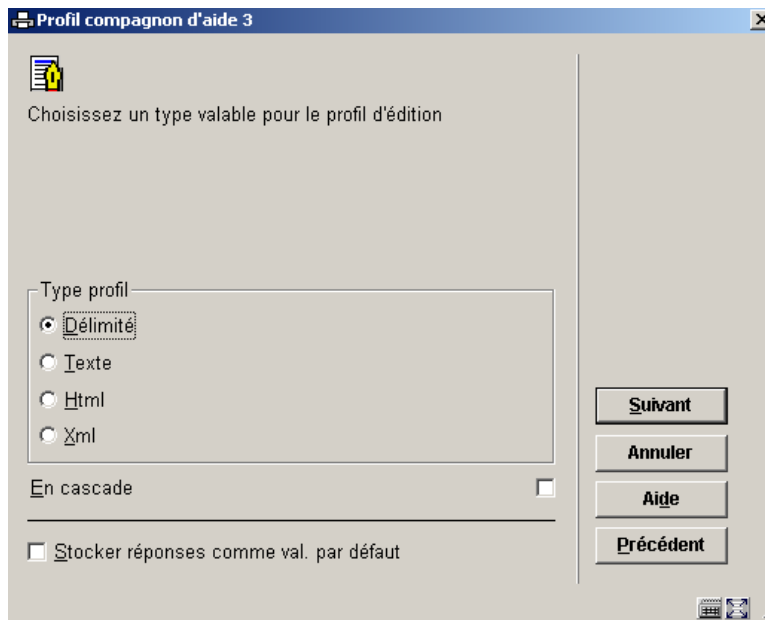 Profil compagnon d'aide 3
Choisissez un type valable pour le profil d'édition
Type profil
Délimité
Texte
Html
Xml
En cascade
Stocker réponses comme val. par défaut
Suivant
Annuler
Aide
Précédent